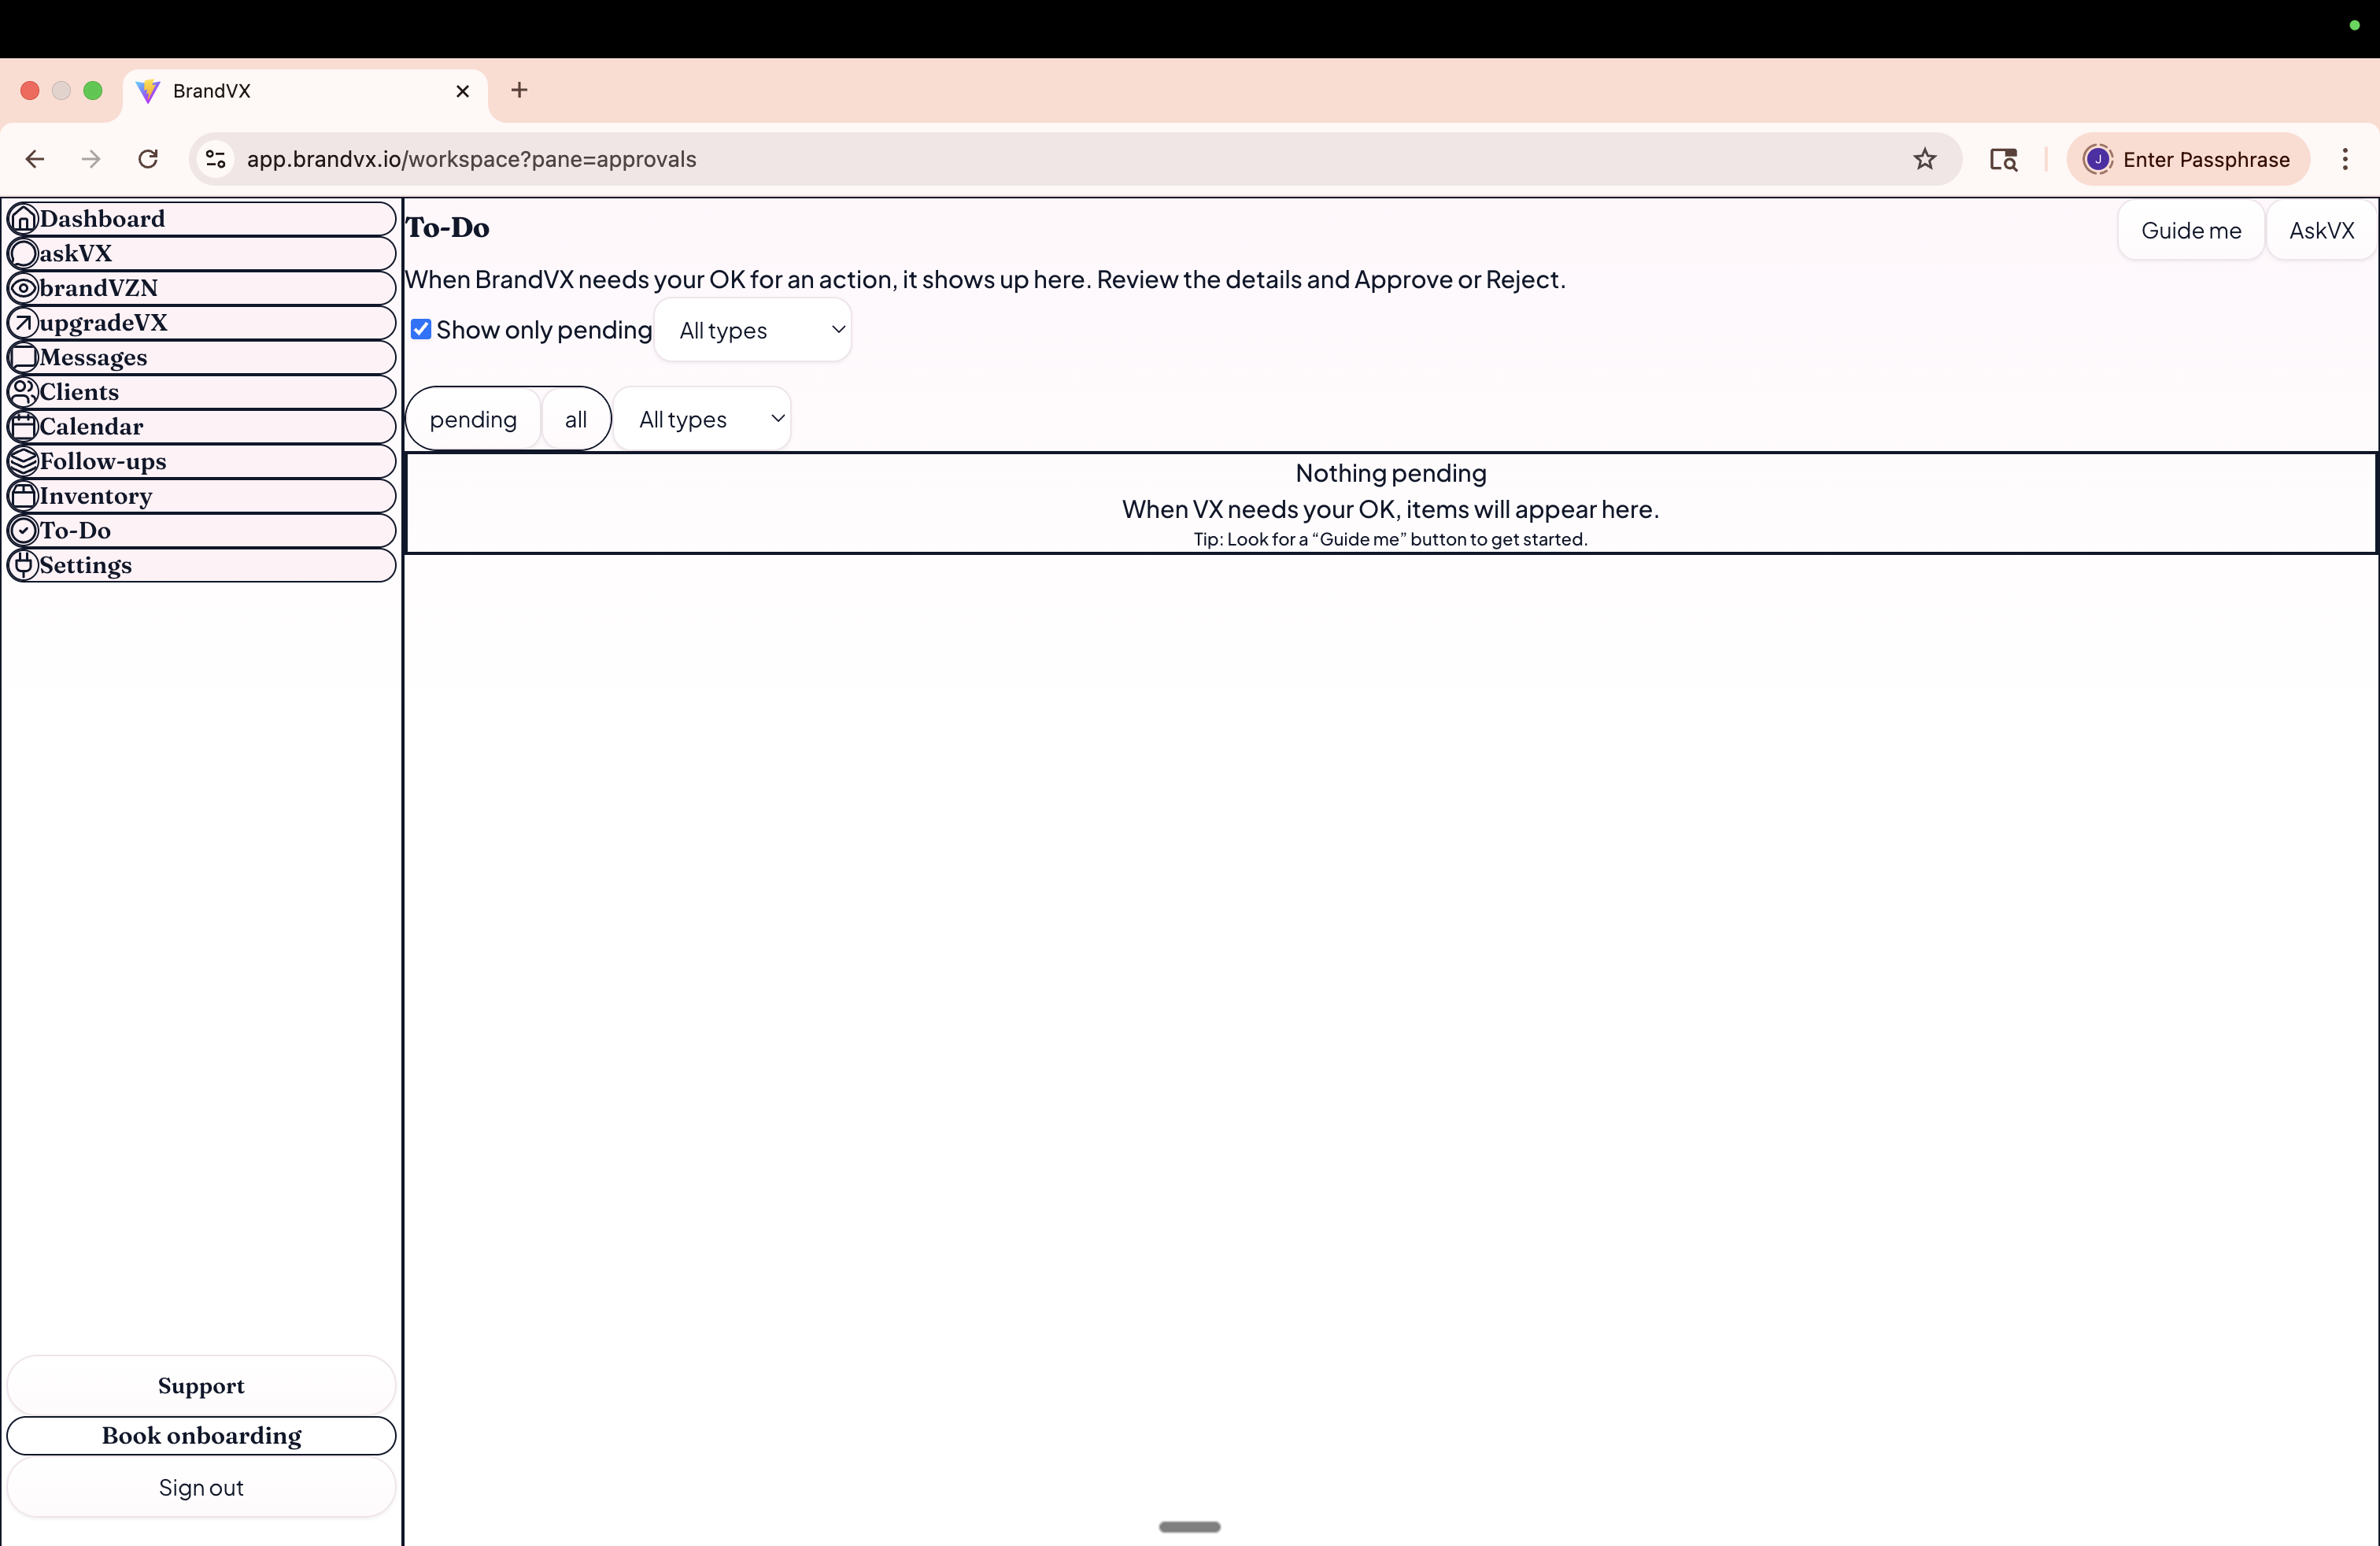 BrandVX
app.brandvx.io/workspace?pane=approvals
J
Enter Passphrase
Dashboard
askVX
brandVZN
upgradeVX
Messages
Clients
Calendar
Follow-ups
Inventory
To-Do
Settings
Support
Book onboarding
Sign out
To-Do
Guide me
AskVX
When BrandVX needs your OK for an action, it shows up here. Review the details and Approve or Reject.
Show only pending
All types
pending
all
All types
Nothing pending
When VX needs your OK, items will appear here.
Tip: Look for a “Guide me” button to get started.